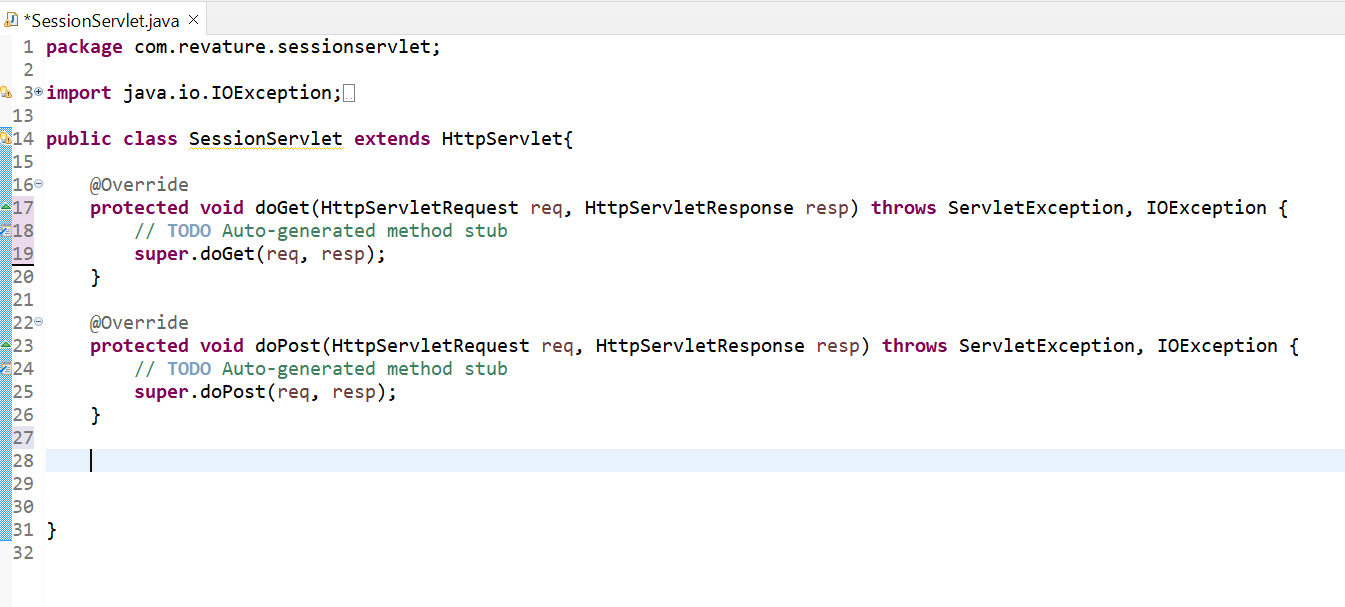 *SessionServlet.java ×
1 package com.revature.sessionservlet;
2
3 import java.io.IOException;
13
14 public class SessionServlet extends HttpServlet{
15
16 @Override
17 protected void doGet(HttpServletRequest req, HttpServletResponse resp) throws ServletException, IOException {
18 // TODO Auto-generated method stub
19 super.doGet(req, resp);
20 }
21
22 @Override
23 protected void doPost(HttpServletRequest req, HttpServletResponse resp) throws ServletException, IOException {
24 // TODO Auto-generated method stub
25 super.doPost(req, resp);
26 }
27
28
29
30
31 }
32